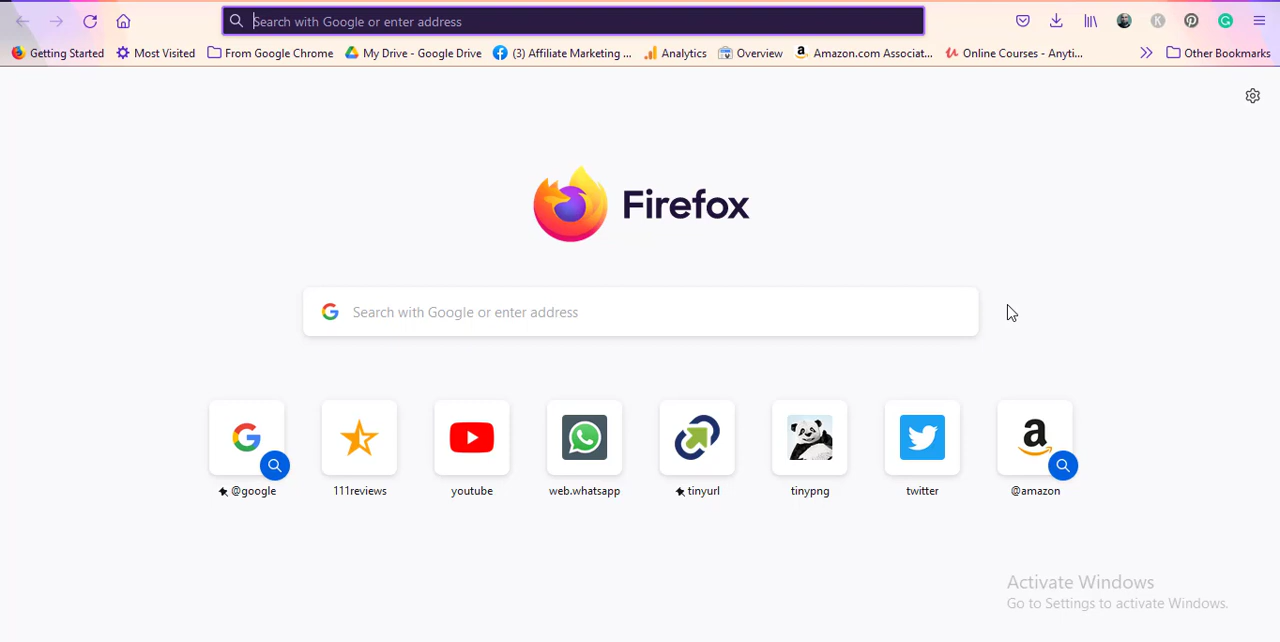 Search with Google or enter address
Getting Started Most Visited From Google Chrome My Drive - Google Drive (3) Affiliate Marketing ... Analytics Overview Amazon.com Associat... Online Courses - Anyti... Other Bookmarks
Firefox
Search with Google or enter address
@google 111reviews youtube web.whatsapp tinyurl tinypng twitter @amazon
Activate Windows
Go to Settings to activate Windows.